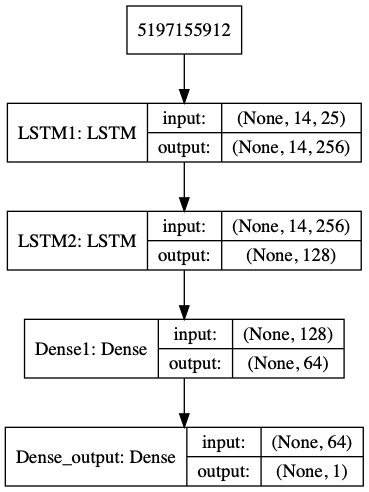 5197155912
LSTM1: LSTM
input: (None, 14, 25)
output: (None, 14, 256)
LSTM2: LSTM
input: (None, 14, 256)
output: (None, 128)
Dense1: Dense
input: (None, 128)
output: (None, 64)
Dense_output: Dense
input: (None, 64)
output: (None, 1)